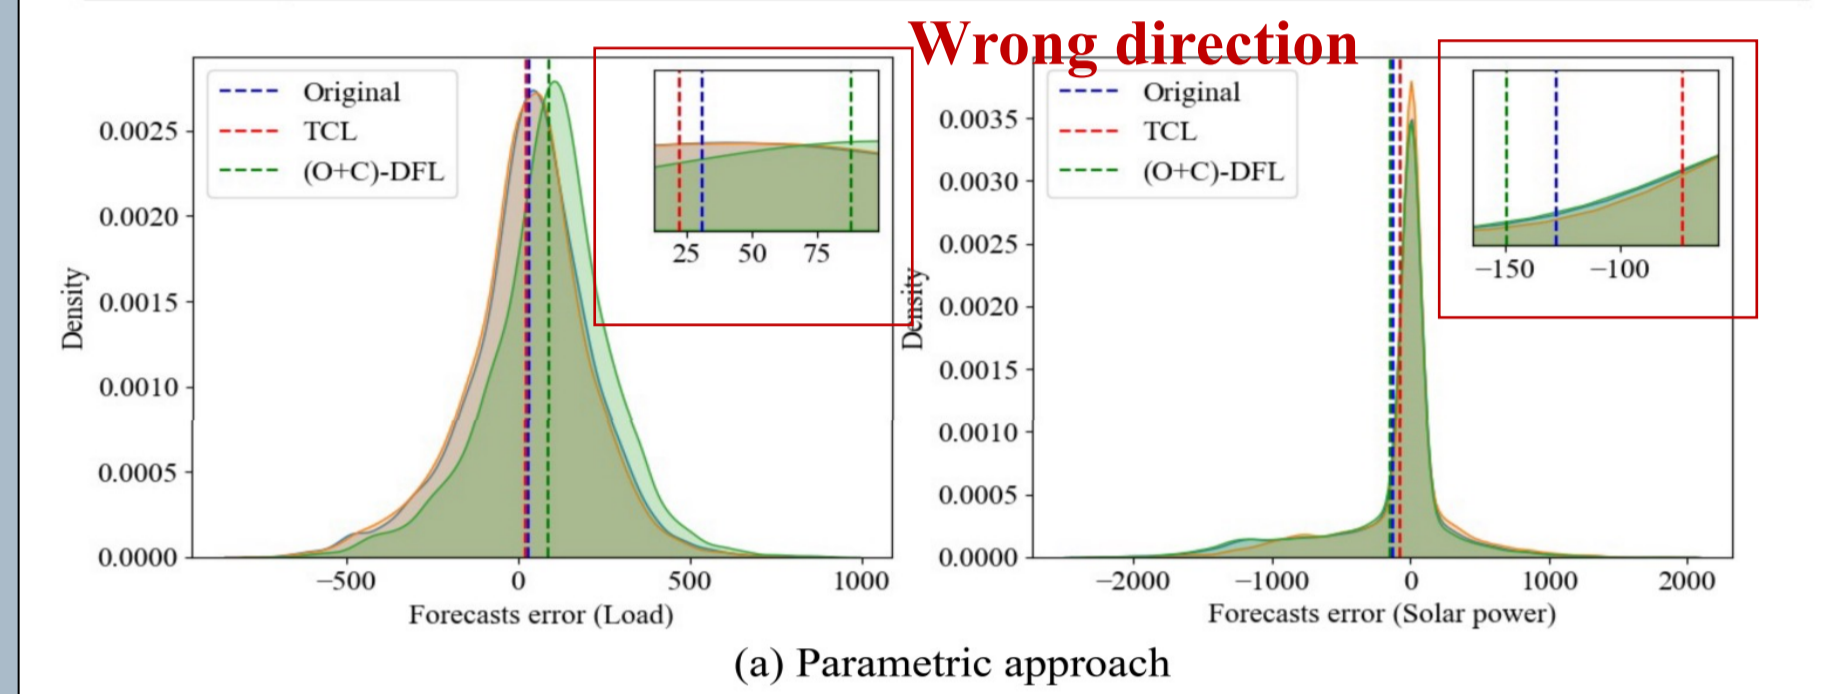 Wrong direction
Original
TCL
(O+C)-DFL
25 50 75
0.0025
0.0020
0.0015
0.0010
0.0005
0.0000
Density
−500 0 500 1000
Forecasts error (Load)
Original
TCL
(O+C)-DFL
−150 −100
0.0035
0.0030
0.0025
0.0020
0.0015
0.0010
0.0005
0.0000
Density
−2000 −1000 0 1000 2000
Forecasts error (Solar power)
(a) Parametric approach